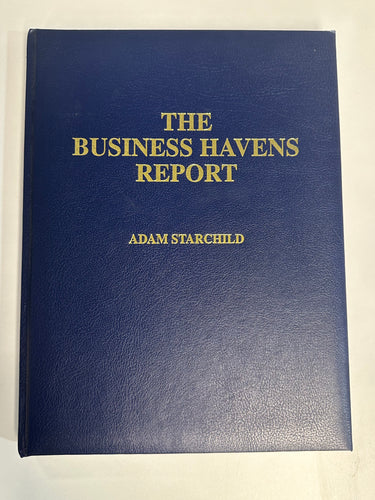 THE
BUSINESS HAVENS
REPORT
ADAM STARCHILD